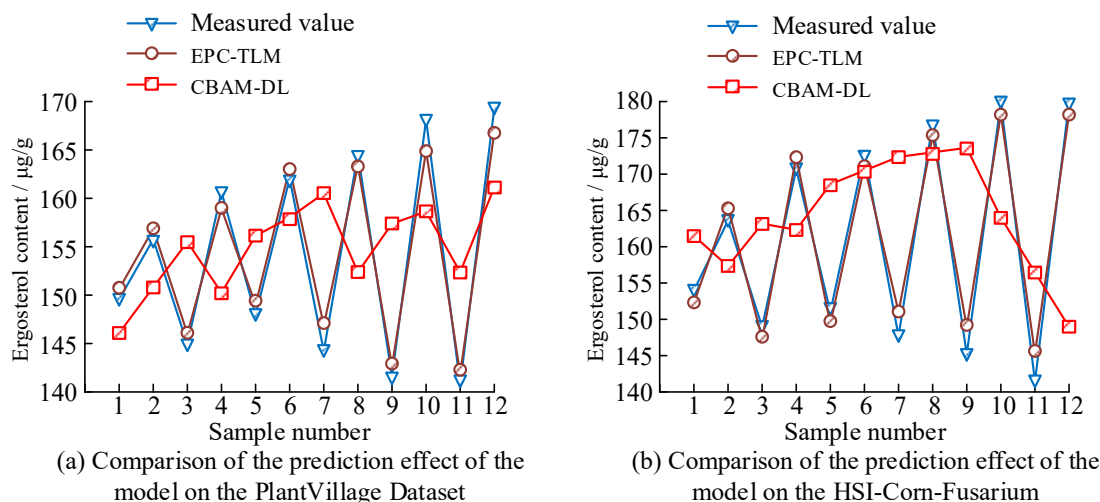 Measured value
EPC-TLM
CBAM-DL
170
165
160
155
150
145
140
Ergosterol content / μg/g
1 2 3 4 5 6 7 8 9 10 11 12
Sample number
(a) Comparison of the prediction effect of the
model on the PlantVillage Dataset
Measured value
EPC-TLM
CBAM-DL
180
175
170
165
160
155
150
145
140
Ergosterol content / μg/g
1 2 3 4 5 6 7 8 9 10 11 12
Sample number
(b) Comparison of the prediction effect of the
model on the HSI-Corn-Fusarium